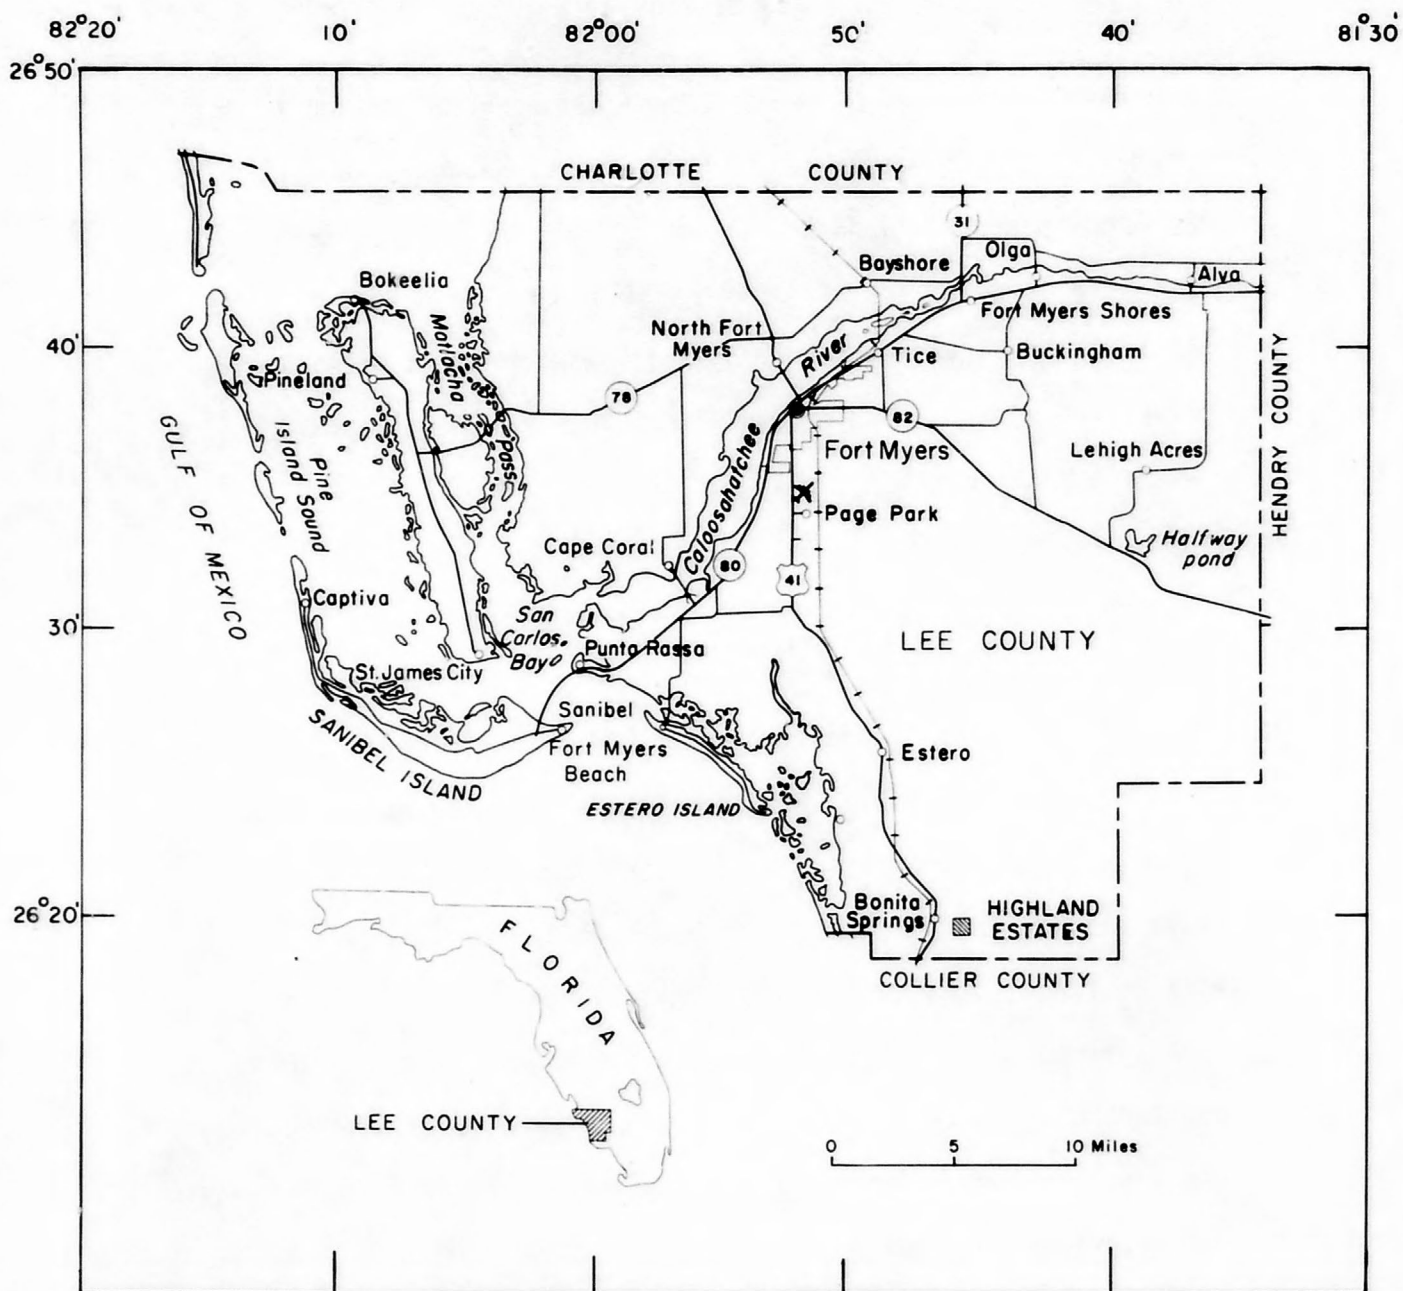 82°20'
10'
82°00'
50'
40'
81°30'
26°50'
CHARLOTTE COUNTY
31
Olga
Bayshore
Alva
Bokeelia
Fort Myers Shores
Matlacha
Pass
North Fort
Myers
River
40'
Tice
Buckingham
Pineland
78
82
HENDRY COUNTY
GULF OF MEXICO
Pine
Island Sound
Caloosahatchee
Fort Myers
Lehigh Acres
Page Park
Halfway
pond
Cape Coral
80
41
Captiva
San
Carlos
Bay
30'
LEE COUNTY
Punta Rassa
St. James City
Sanibel
SANIBEL ISLAND
Fort Myers
Beach
Estero
ESTERO ISLAND
26°20'
Bonita
Springs
HIGHLAND
ESTATES
COLLIER COUNTY
FLORIDA
LEE COUNTY
0 5 10 Miles